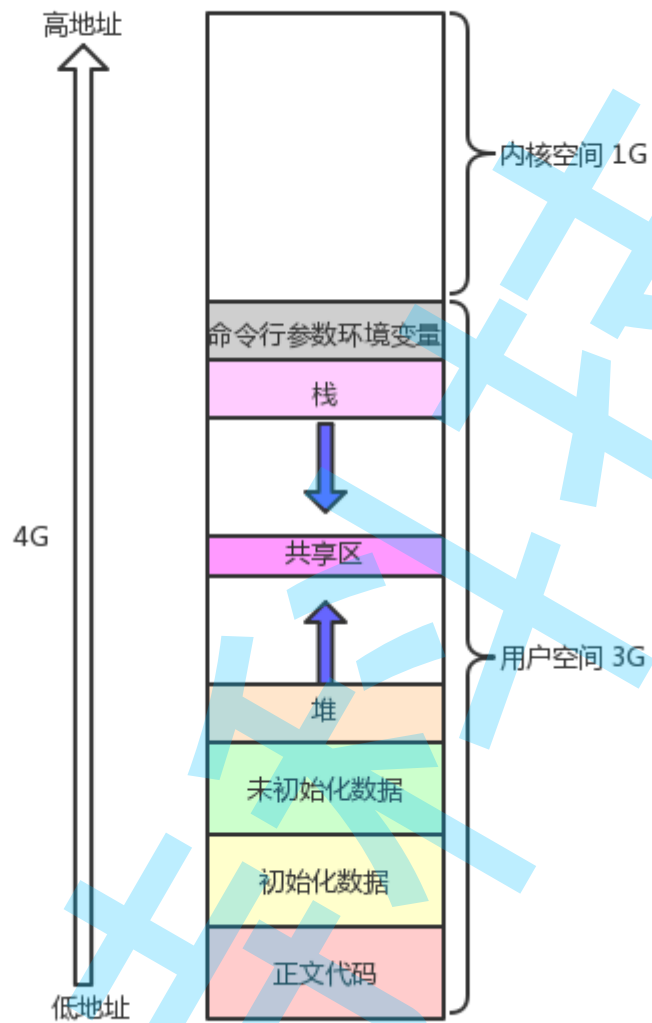 高地址
内核空间 1G
命令行参数环境变量
栈
4G
共享区
用户空间 3G
堆
未初始化数据
初始化数据
正文代码
低地址